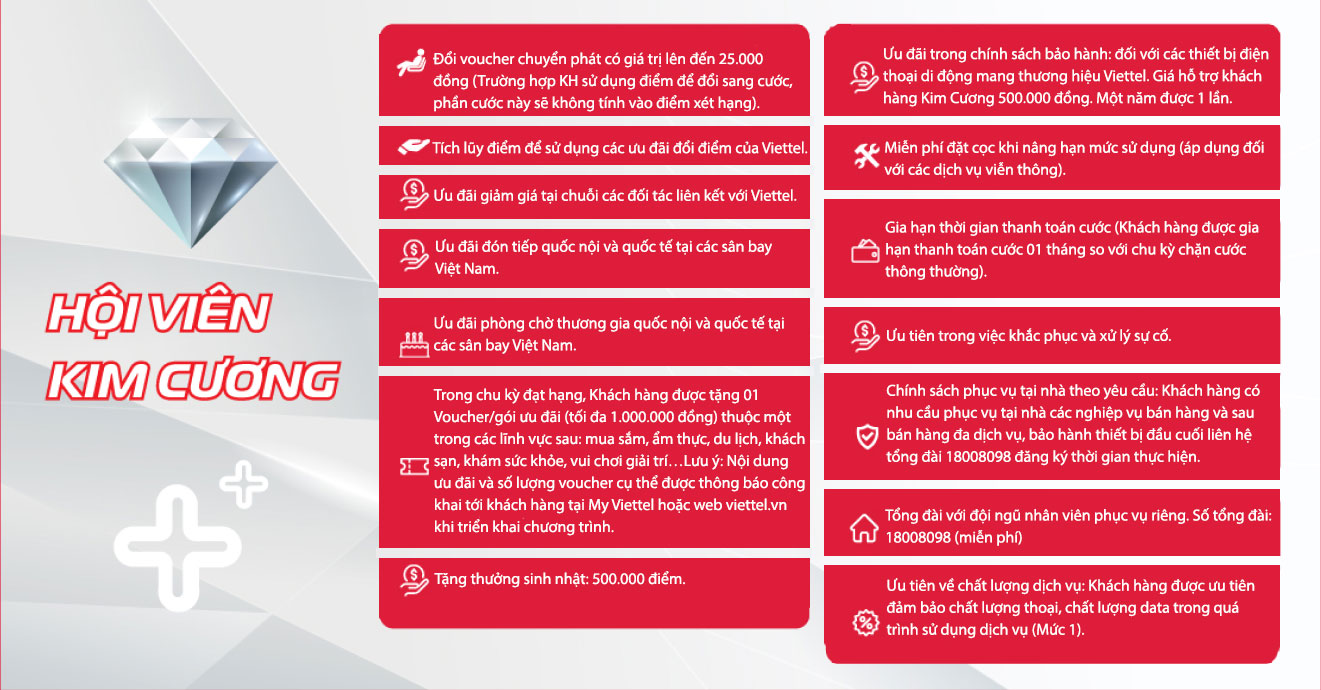 HỘI VIÊN
KIM CƯƠNG
Đổi voucher chuyển phát có giá trị lên đến 25.000
đồng (Trường hợp KH sử dụng điểm để đổi sang cước,
phần cước này sẽ không tính vào điểm xét hạng).
Tích lũy điểm để sử dụng các ưu đãi đổi điểm của Viettel.
Ưu đãi giảm giá tại chuỗi các đối tác liên kết với Viettel.
Ưu đãi đón tiếp quốc nội và quốc tế tại các sân bay
Việt Nam.
Ưu đãi phòng chờ thương gia quốc nội và quốc tế tại
các sân bay Việt Nam.
Trong chu kỳ đạt hạng, Khách hàng được tặng 01
Voucher/gói ưu đãi (tối đa 1.000.000 đồng) thuộc một
trong các lĩnh vực sau: mua sắm, ẩm thực, du lịch, khách
sạn, khám sức khỏe, vui chơi giải trí...Lưu ý: Nội dung
ưu đãi và số lượng voucher cụ thể được thông báo công
khai tới khách hàng tại My Viettel hoặc web viettel.vn
khi triển khai chương trình.
Tặng thưởng sinh nhật: 500.000 điểm.
Ưu đãi trong chính sách bảo hành: đối với các thiết bị điện
thoại di động mang thương hiệu Viettel. Giá hỗ trợ khách
hàng Kim Cương 500.000 đồng. Một năm được 1 lần.
Miễn phí đặt cọc khi nâng hạn mức sử dụng (áp dụng đối
với các dịch vụ viễn thông).
Gia hạn thời gian thanh toán cước (Khách hàng được gia
hạn thanh toán cước 01 tháng so với chu kỳ chặn cước
thông thường).
Ưu tiên trong việc khắc phục và xử lý sự cố.
Chính sách phục vụ tại nhà theo yêu cầu: Khách hàng có
nhu cầu phục vụ tại nhà các nghiệp vụ bán hàng và sau
bán hàng đa dịch vụ, bảo hành thiết bị đầu cuối liên hệ
tổng đài 18008098 đăng ký thời gian thực hiện.
Tổng đài với đội ngũ nhân viên phục vụ riêng. Số tổng đài:
18008098 (miễn phí)
Ưu tiên về chất lượng dịch vụ: Khách hàng được ưu tiên
đảm bảo chất lượng thoại, chất lượng data trong quá
trình sử dụng dịch vụ (Mức 1).